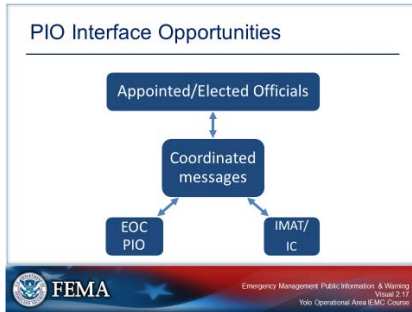 PIO Interface Opportunities
Appointed/Elected Officials
Coordinated
messages
EOC
PIO
IMAT/
IC
FEMA
Emergency Management Public Information & Warning
Visual 2.17
Yolo Operational Area IEMC Course